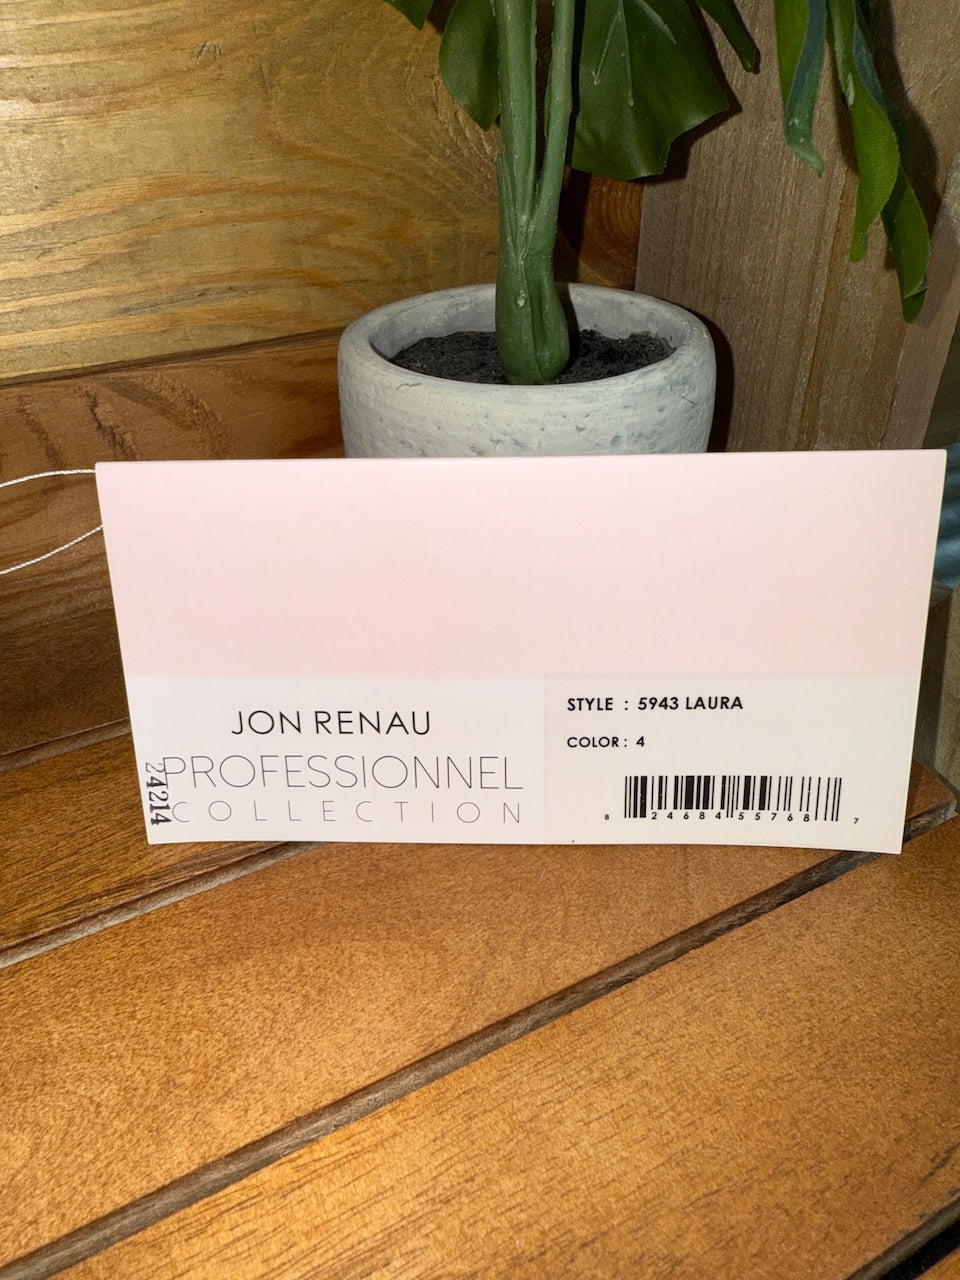 JON RENAU
PROFESSIONNEL
COLLECTION
24214
STYLE : 5943 LAURA
COLOR : 4
8 24684 55768 7